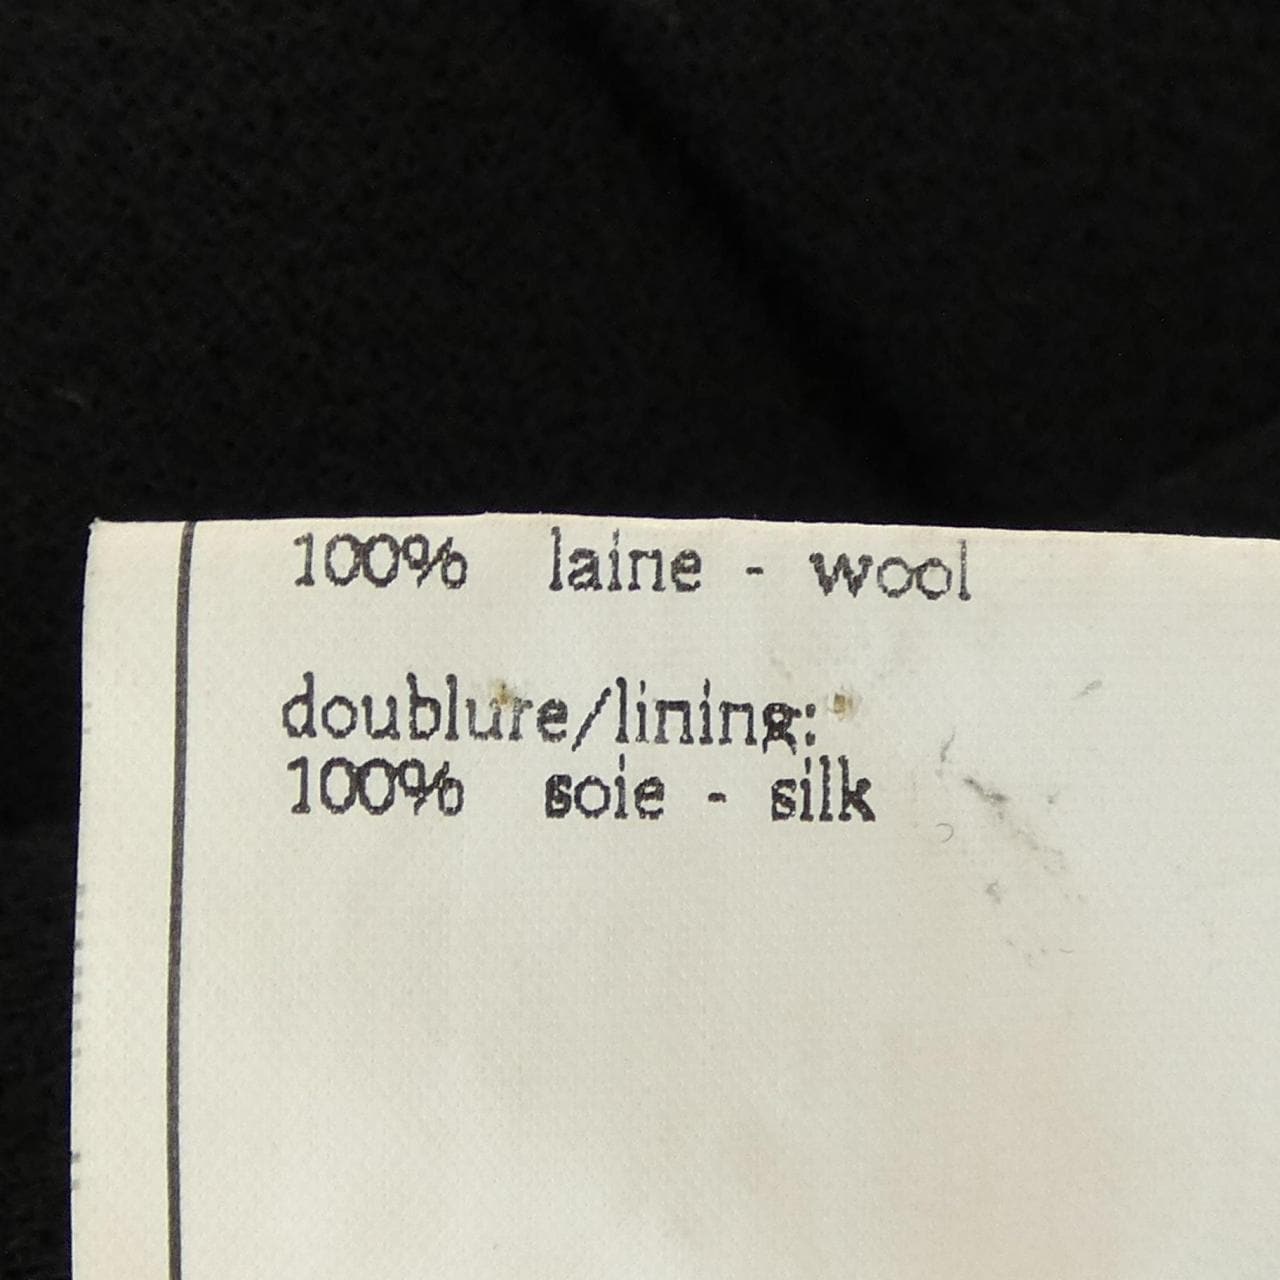 100% laine - wool
doublure/lining:
100% soie - silk